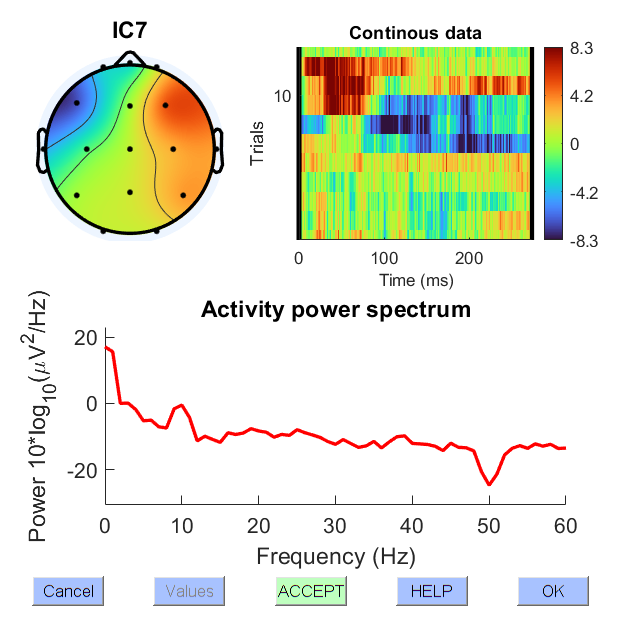 IC7
Continous data
Trials
10
8.3
4.2
0
-4.2
-8.3
0 100 200
Time (ms)
Activity power spectrum
Power 10*log10(μV2/Hz)
20
0
-20
0 10 20 30 40 50 60
Frequency (Hz)
Cancel Values ACCEPT HELP OK